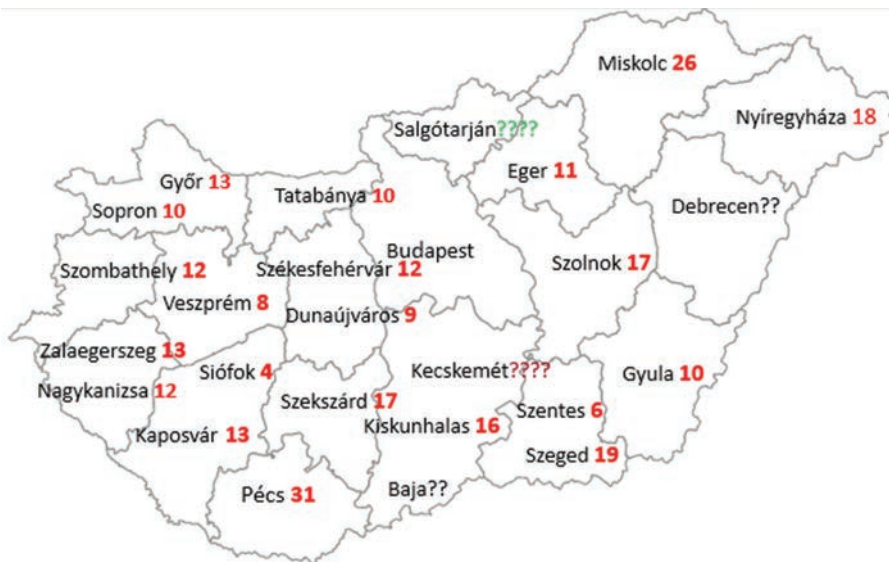 Miskolc 26
Nyíregyháza 18
Salgótarján????
Eger 11
Győr 13
Tatabánya 10
Sopron 10
Debrecen??
Budapest
Szombathely 12
Székesfehérvár 12
Szolnok 17
Veszprém 8
Dunaújváros 9
Zalaegerszeg 13
Siófok 4
Kecskemét????
Gyula 10
Nagykanizsa 12
Szekszárd 17
Szentes 6
Kiskunhalas 16
Kaposvár 13
Szeged 19
Pécs 31
Baja??